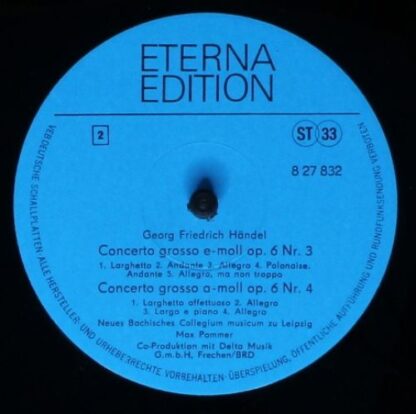 ETERNA
EDITION
2
ST 33
8 27 832
Georg Friedrich Händel
Concerto grosso e-moll op. 6 Nr. 3
1. Larghetto 2. Andante 3. Allegro 4. Polonaise.
Andante 5. Allegro, ma non troppo
Concerto grosso a-moll op. 6 Nr. 4
1. Larghetto affettuoso 2. Allegro
3. Largo e piano 4. Allegro
Neues Bachisches Collegium musicum zu Leipzig
Max Pommer
Co-Produktion mit Delta Musik
G.m.b.H, Frechen/BRD
VEB DEUTSCHE SCHALLPLATTEN · ALLE HERSTELLER- UND URHEBERRECHTE VORBEHALTEN · ÜBERSPIELUNG, ÖFFENTLICHE AUFFÜHRUNG UND RUNDFUNKSENDUNG VERBOTEN